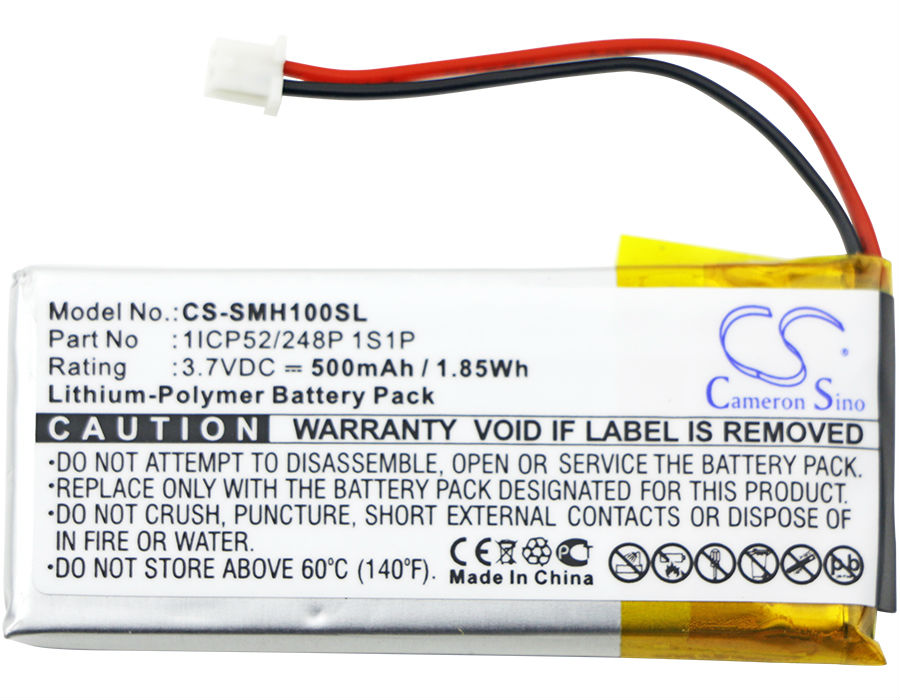 Model No.: CS-SMH100SL
Part No : 1ICP52/248P 1S1P
Rating : 3.7VDC ⎓ 500mAh / 1.85Wh
Lithium-Polymer Battery Pack
CS
Cameron Sino
CAUTION WARRANTY VOID IF LABEL IS REMOVED
•DO NOT ATTEMPT TO DISASSEMBLE, OPEN OR SERVICE THE BATTERY PACK.
•REPLACE ONLY WITH THE BATTERY PACK DESIGNATED FOR THIS PRODUCT.
•DO NOT CRUSH, PUNCTURE, SHORT EXTERNAL CONTACTS OR DISPOSE OF
IN FIRE OR WATER.
•DO NOT STORE ABOVE 60°C (140°F).
CE PCT
Made In China
Pb